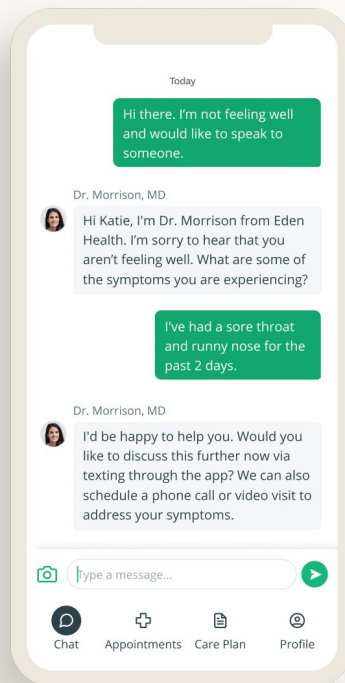 Today
Hi there. I’m not feeling well
and would like to speak to
someone.
Dr. Morrison, MD
Hi Katie, I'm Dr. Morrison from Eden
Health. I’m sorry to hear that you
aren’t feeling well. What are some of
the symptoms you are experiencing?
I've had a sore throat
and runny nose for the
past 2 days.
Dr. Morrison, MD
I'd be happy to help you. Would you
like to discuss this further now via
texting through the app? We can also
schedule a phone call or video visit to
address your symptoms.
Type a message...
Chat Appointments Care Plan Profile